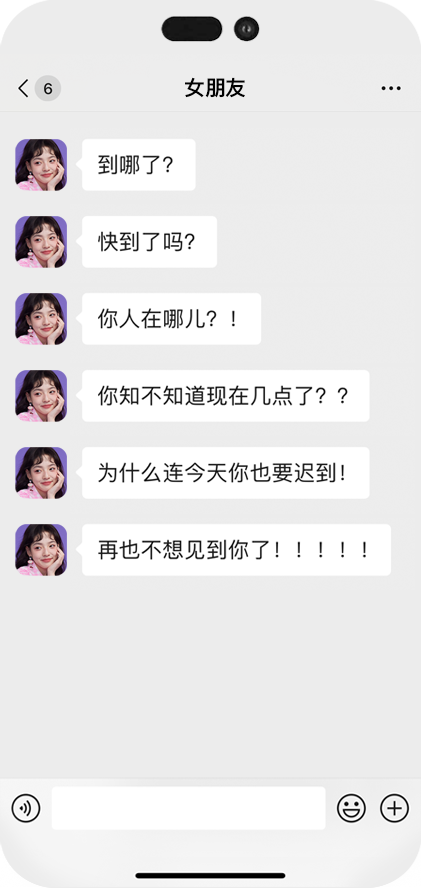 6
女朋友
到哪了？
快到了吗？
你人在哪儿？！
你知不知道现在几点了？？
为什么连今天你也要迟到！
再也不想见到你了！！！！！